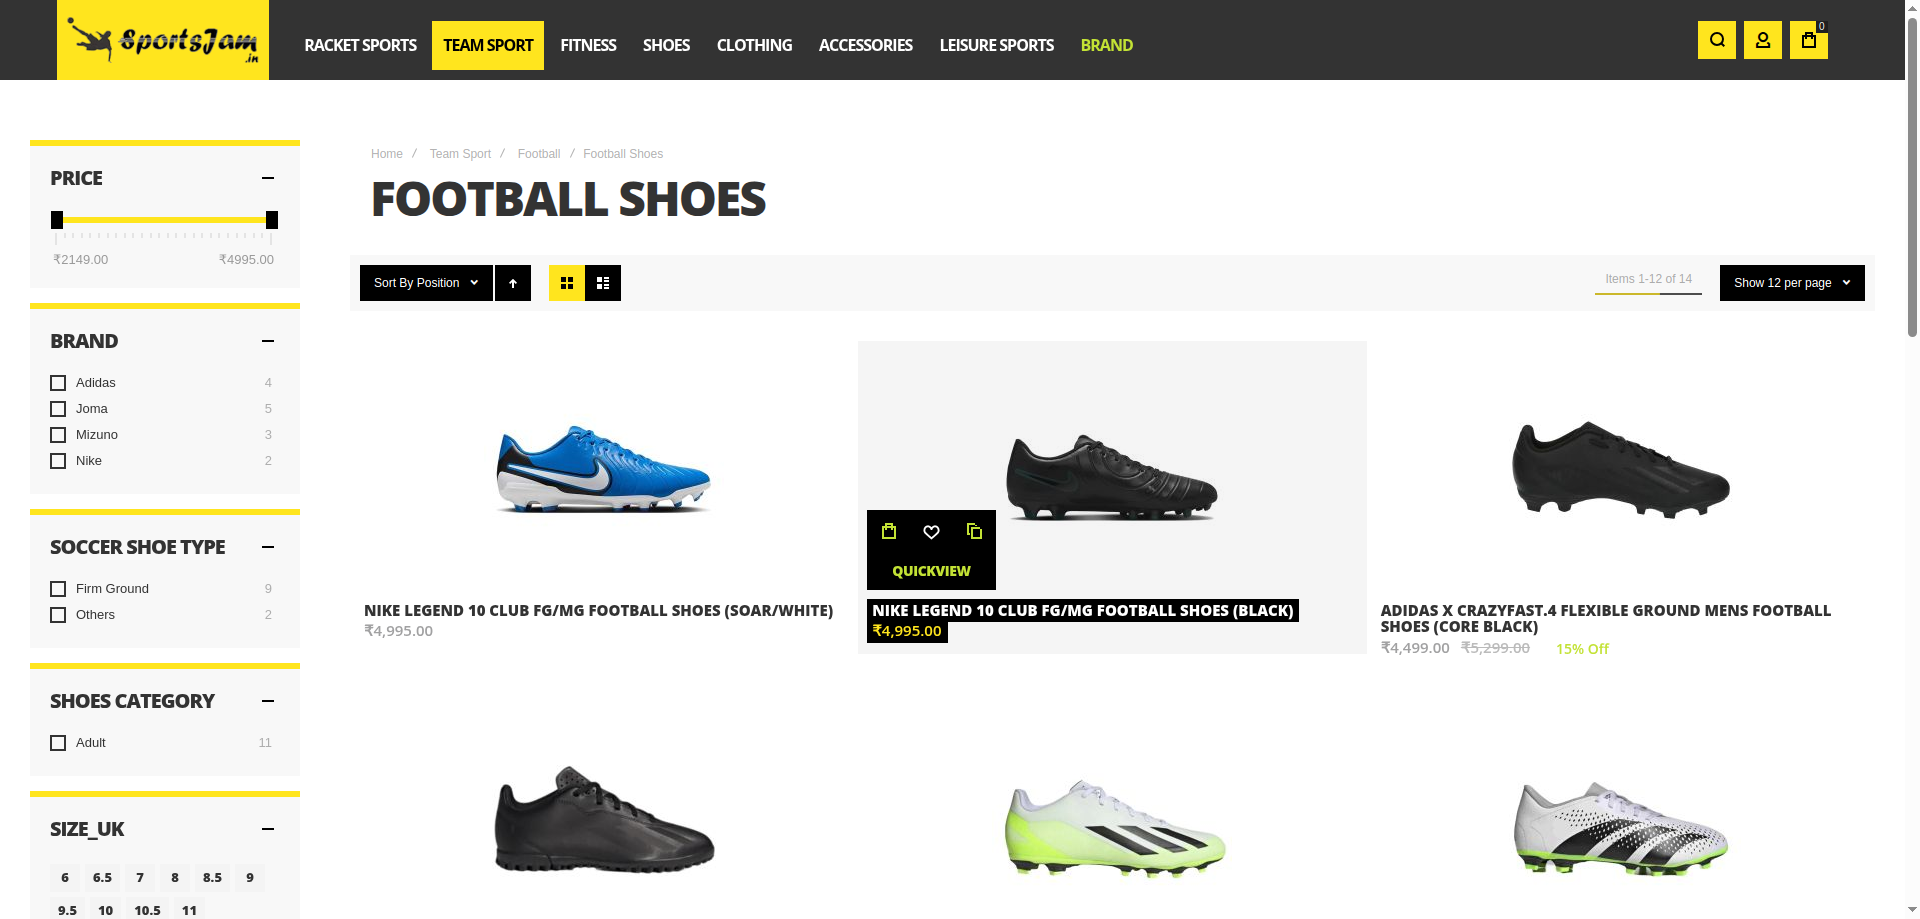 SportsJam
.in
RACKET SPORTS
TEAM SPORT
FITNESS
SHOES
CLOTHING
ACCESSORIES
LEISURE SPORTS
BRAND
0
Home / Team Sport / Football / Football Shoes
FOOTBALL SHOES
PRICE
₹2149.00 ₹4995.00
BRAND
Adidas 4
Joma 5
Mizuno 3
Nike 2
SOCCER SHOE TYPE
Firm Ground 9
Others 2
SHOES CATEGORY
Adult 11
SIZE_UK
6 6.5 7 8 8.5 9
9.5 10 10.5 11
Sort By Position
Items 1-12 of 14
Show 12 per page
NIKE LEGEND 10 CLUB FG/MG FOOTBALL SHOES (SOAR/WHITE)
₹4,995.00
QUICKVIEW
NIKE LEGEND 10 CLUB FG/MG FOOTBALL SHOES (BLACK)
₹4,995.00
ADIDAS X CRAZYFAST.4 FLEXIBLE GROUND MENS FOOTBALL
SHOES (CORE BLACK)
₹4,499.00 ₹5,299.00 15% Off